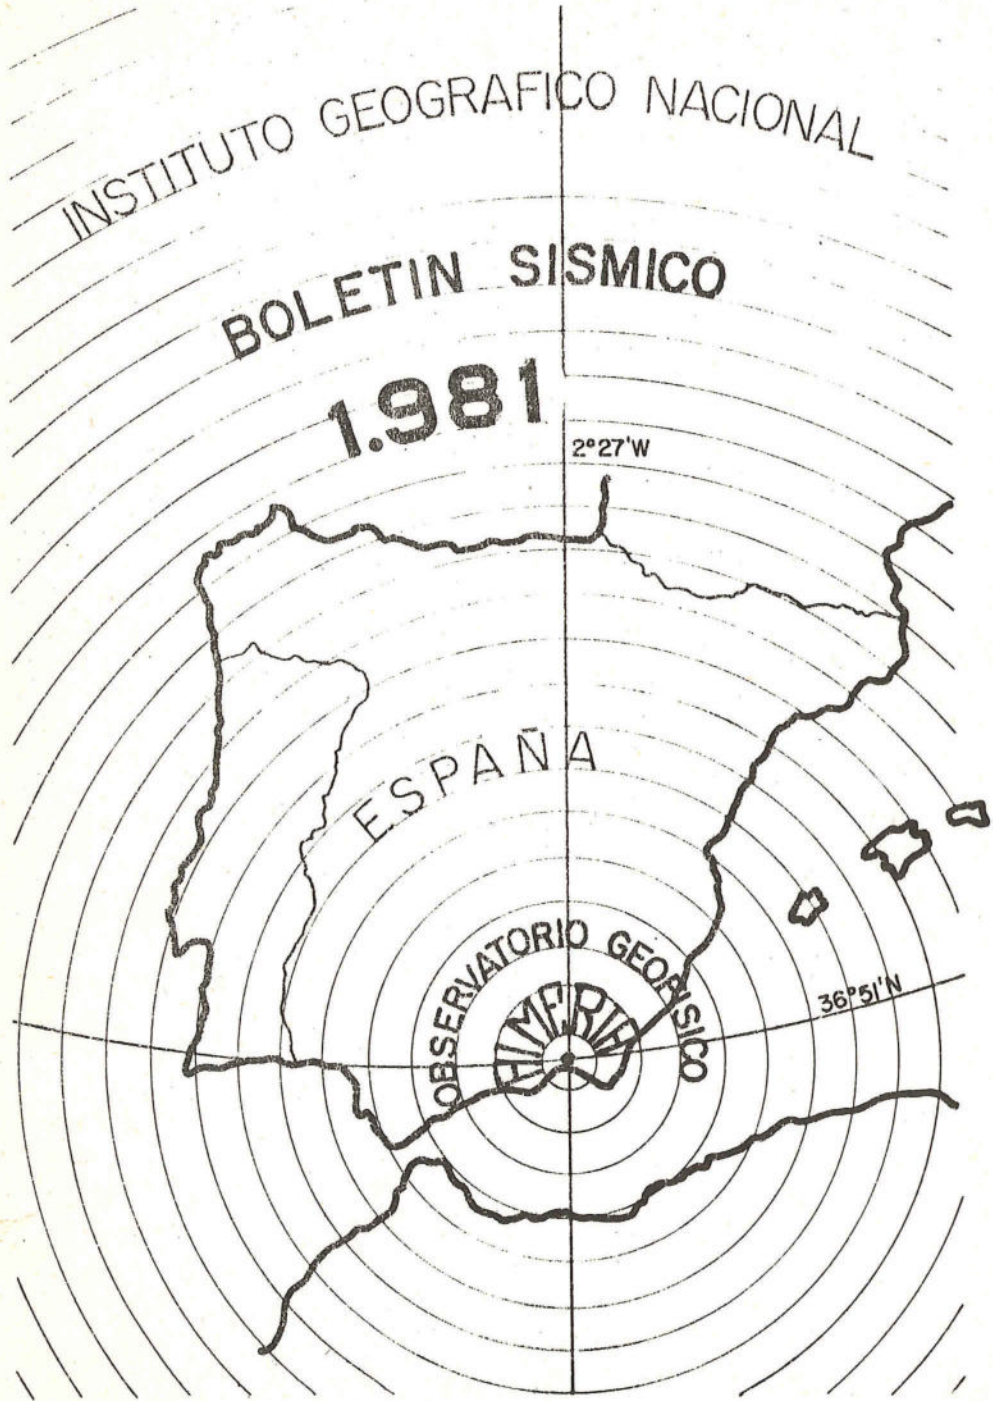 INSTITUTO GEOGRAFICO NACIONAL
BOLETIN SISMICO
1.981
2°27'W
ESPAÑA
OBSERVATORIO GEOFISICO
36°51'N
ALMERIA